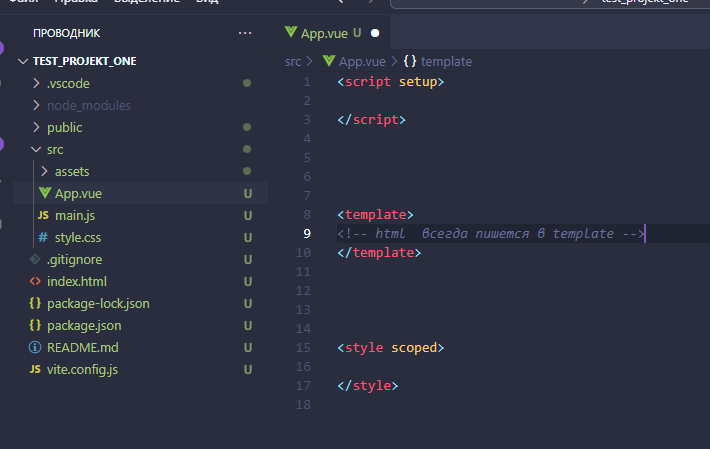 Файл Правка Выделение Вид
test_projekt_one
ПРОВОДНИК ...
TEST_PROJEKT_ONE
.vscode
node_modules
public
src
assets
App.vue U
JS main.js U
# style.css U
.gitignore U
<> index.html U
{} package-lock.json U
{} package.json U
README.md U
JS vite.config.js U
App.vue U
src > App.vue > {} template
1 <script setup>
2
3 </script>
4
5
6
7
8 <template>
9 <!-- html всегда пишется в template -->
10 </template>
11
12
13
14
15 <style scoped>
16
17 </style>
18